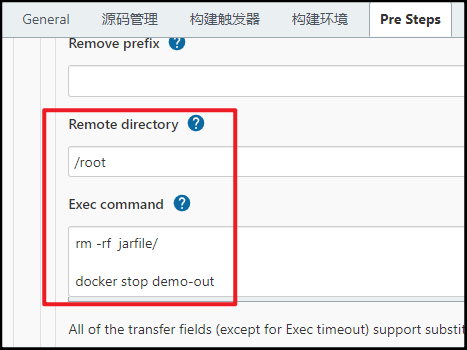 General 源码管理 构建触发器 构建环境 Pre Steps
Remove prefix ?
Remote directory ?
/root
Exec command ?
rm -rf jarfile/
docker stop demo-out
All of the transfer fields (except for Exec timeout) support substit